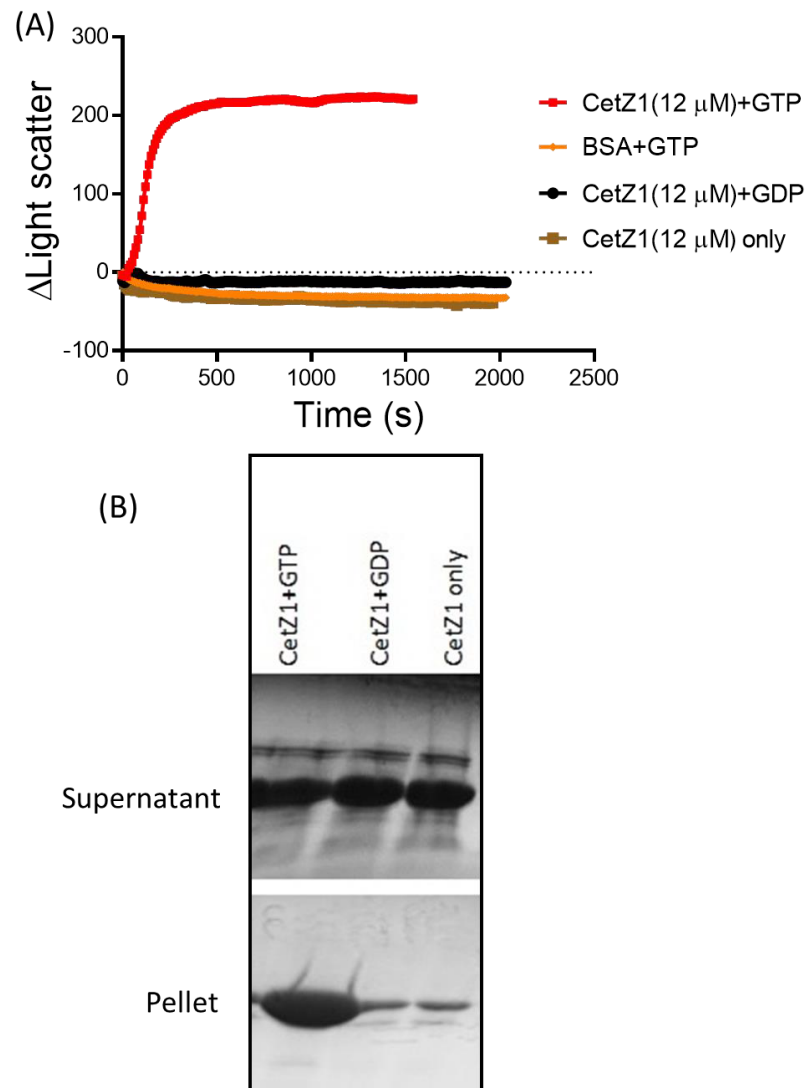 (A)
300
200
100
0
-100
0 500 1000 1500 2000 2500
ΔLight scatter
Time (s)
CetZ1(12 μM)+GTP
BSA+GTP
CetZ1(12 μM)+GDP
CetZ1(12 μM) only
(B)
CetZ1+GTP
CetZ1+GDP
CetZ1 only
Supernatant
Pellet